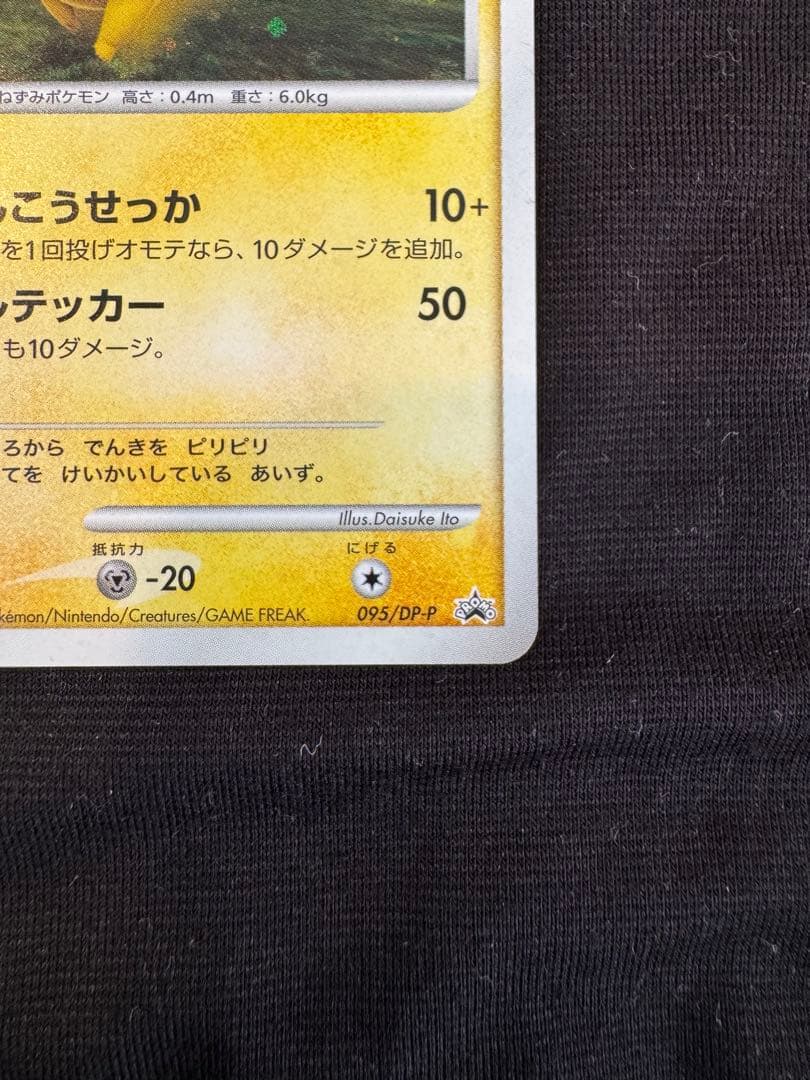 ねずみポケモン 高さ:0.4m 重さ:6.0kg
こうせっか 10+
を1回投げオモテなら、10ダメージを追加。
テッカー 50
も10ダメージ。
ろから でんきを ピリピリ
てを けいかいしている あいず。
Illus.Daisuke Ito
抵抗力 にげる
-20
kémon/Nintendo/Creatures/GAME FREAK. 095/DP-P PROMO